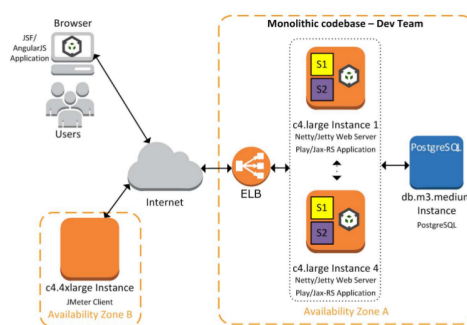 Browser
JSF/
AngularJS
Application
Users
Internet
c4.4xlarge Instance
JMeter Client
Availability Zone B
Monolithic codebase – Dev Team
ELB
S1
S2
c4.large Instance 1
Netty/Jetty Web Server
Play/Jax-RS Application
S1
S2
c4.large Instance 4
Netty/Jetty Web Server
Play/Jax-RS Application
PostgreSQL
db.m3.medium
Instance
PostgreSQL
Availability Zone A